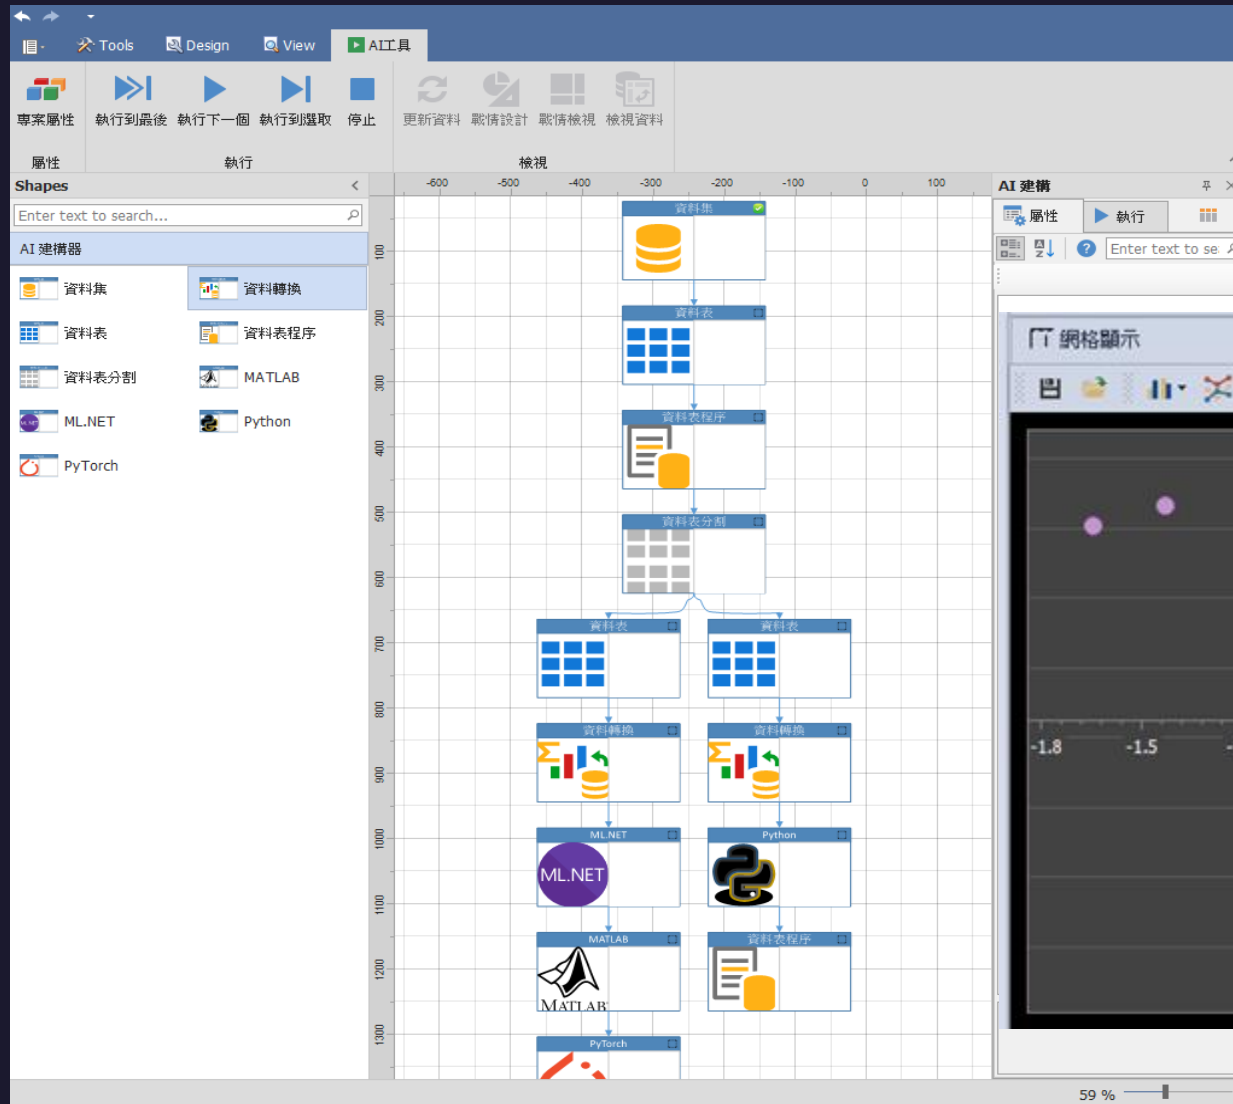 Tools Design View AI工具
專案屬性 執行到最後 執行下一個 執行到選取 停止 更新資料 戰情設計 戰情檢視 檢視資料
屬性 執行 檢視
Shapes
Enter text to search...
AI 建構器
資料集 資料轉換
資料表 資料表程序
資料表分割 MATLAB
ML.NET Python
PyTorch
-600 -500 -400 -300 -200 -100 0 100
100
200
300
400
500
600
700
800
900
1000
1100
1200
1300
資料集
資料表
資料表程序
資料表分割
資料表 資料表
資料轉換 資料轉換
ML.NET Python
ML.NET
MATLAB 資料表程序
MATLAB
PyTorch
AI 建構
屬性 執行
Enter text to se
網格顯示
-1.8 -1.5
59 %